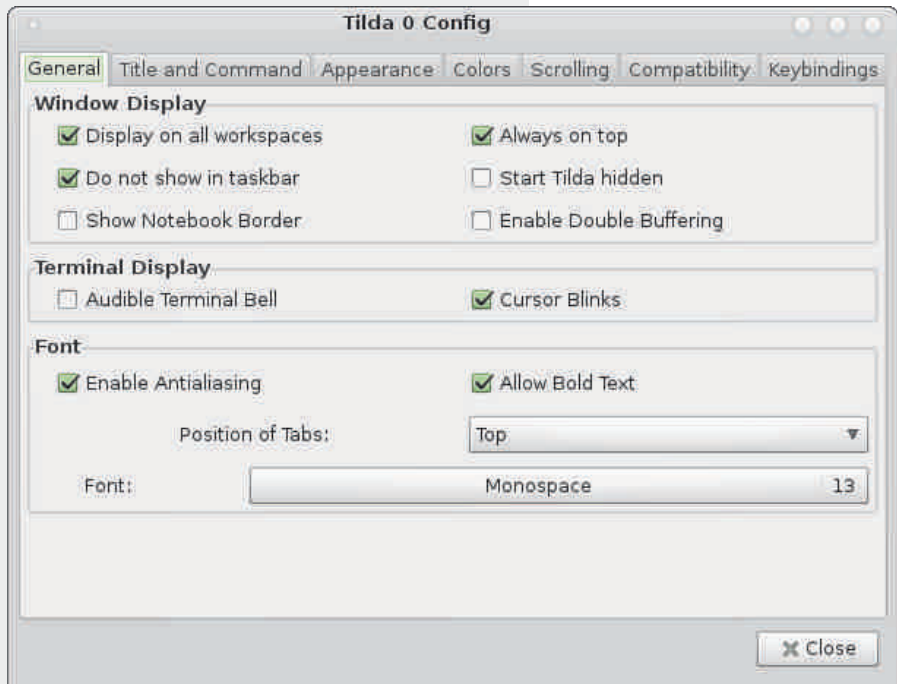 Tilda 0 Config
General Title and Command Appearance Colors Scrolling Compatibility Keybindings
Window Display
Display on all workspaces Always on top
Do not show in taskbar Start Tilda hidden
Show Notebook Border Enable Double Buffering
Terminal Display
Audible Terminal Bell Cursor Blinks
Font
Enable Antialiasing Allow Bold Text
Position of Tabs: Top
Font: Monospace 13
Close